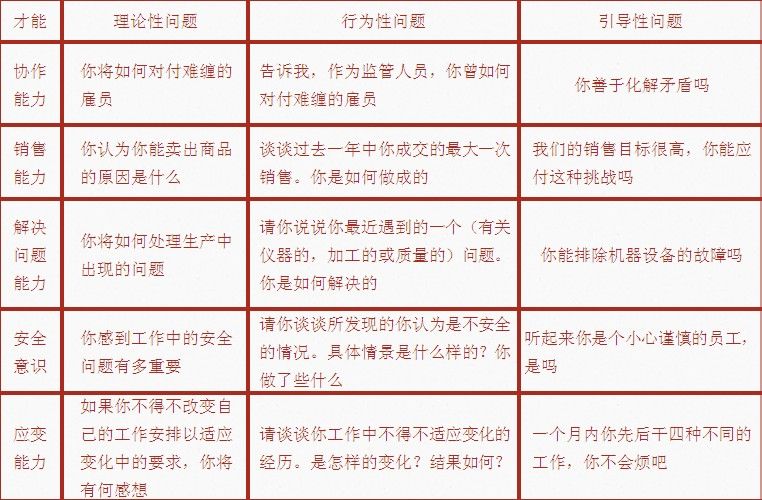 才能
理论性问题
行为性问题
引导性问题
协作
能力
你将如何对付难缠的
雇员
告诉我，作为监管人员，你曾如何
对付难缠的雇员
你善于化解矛盾吗
销售
能力
你认为你能卖出商品
的原因是什么
谈谈过去一年中你成交的最大一次
销售。你是如何做成的
我们的销售目标很高，你能应
付这种挑战吗
解决
问题
能力
你将如何处理生产中
出现的问题
请你说说你最近遇到的一个（有关
仪器的，加工的或质量的）问题。
你是如何解决的
你能排除机器设备的故障吗
安全
意识
你感到工作中的安全
问题有多重要
请你谈谈所发现的你认为是不安全
的情况。具体情景是什么样的？你
做了些什么
听起来你是个小心谨慎的员工，
是吗
应变
能力
如果你不得不改变自
己的工作安排以适应
变化中的要求，你将
有何感想
请谈谈你工作中不得不适应变化的
经历。是怎样的变化？结果如何？
一个月内你先后干四种不同的
工作，你不会烦吧